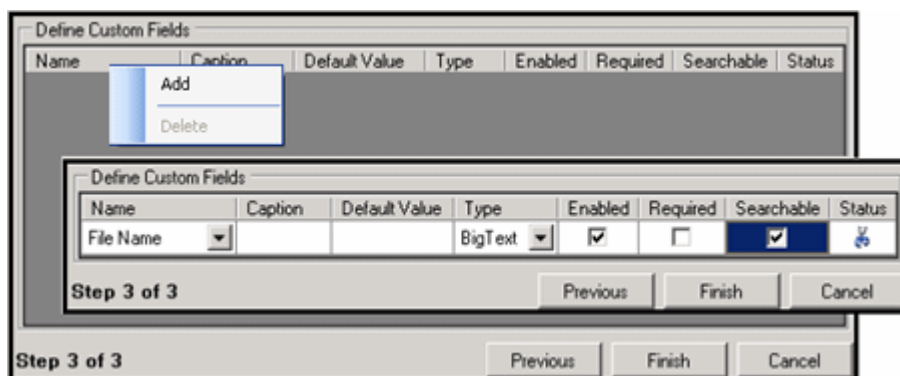 Define Custom Fields
Name Caption Default Value Type Enabled Required Searchable Status
Add
Delete
Define Custom Fields
Name Caption Default Value Type Enabled Required Searchable Status
File Name BigText
Step 3 of 3 Previous Finish Cancel
Step 3 of 3 Previous Finish Cancel